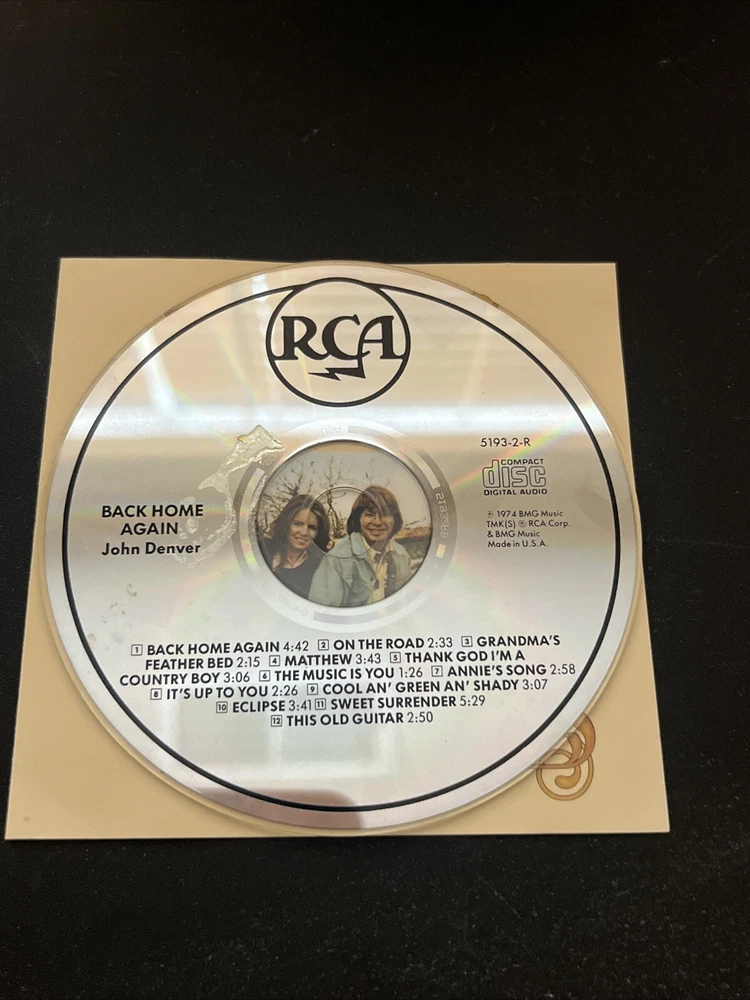 RCA
5193-2-R
COMPACT
disc
DIGITAL AUDIO
BACK HOME
AGAIN
John Denver
℗ 1974 BMG Music
TMK(S) ® RCA Corp.
& BMG Music
Made in U.S.A.
1 BACK HOME AGAIN 4:42 2 ON THE ROAD 2:33 3 GRANDMA'S
FEATHER BED 2:15 4 MATTHEW 3:43 5 THANK GOD I'M A
COUNTRY BOY 3:06 6 THE MUSIC IS YOU 1:26 7 ANNIE'S SONG 2:58
8 IT'S UP TO YOU 2:26 9 COOL AN' GREEN AN' SHADY 3:07
10 ECLIPSE 3:41 11 SWEET SURRENDER 5:29
12 THIS OLD GUITAR 2:50